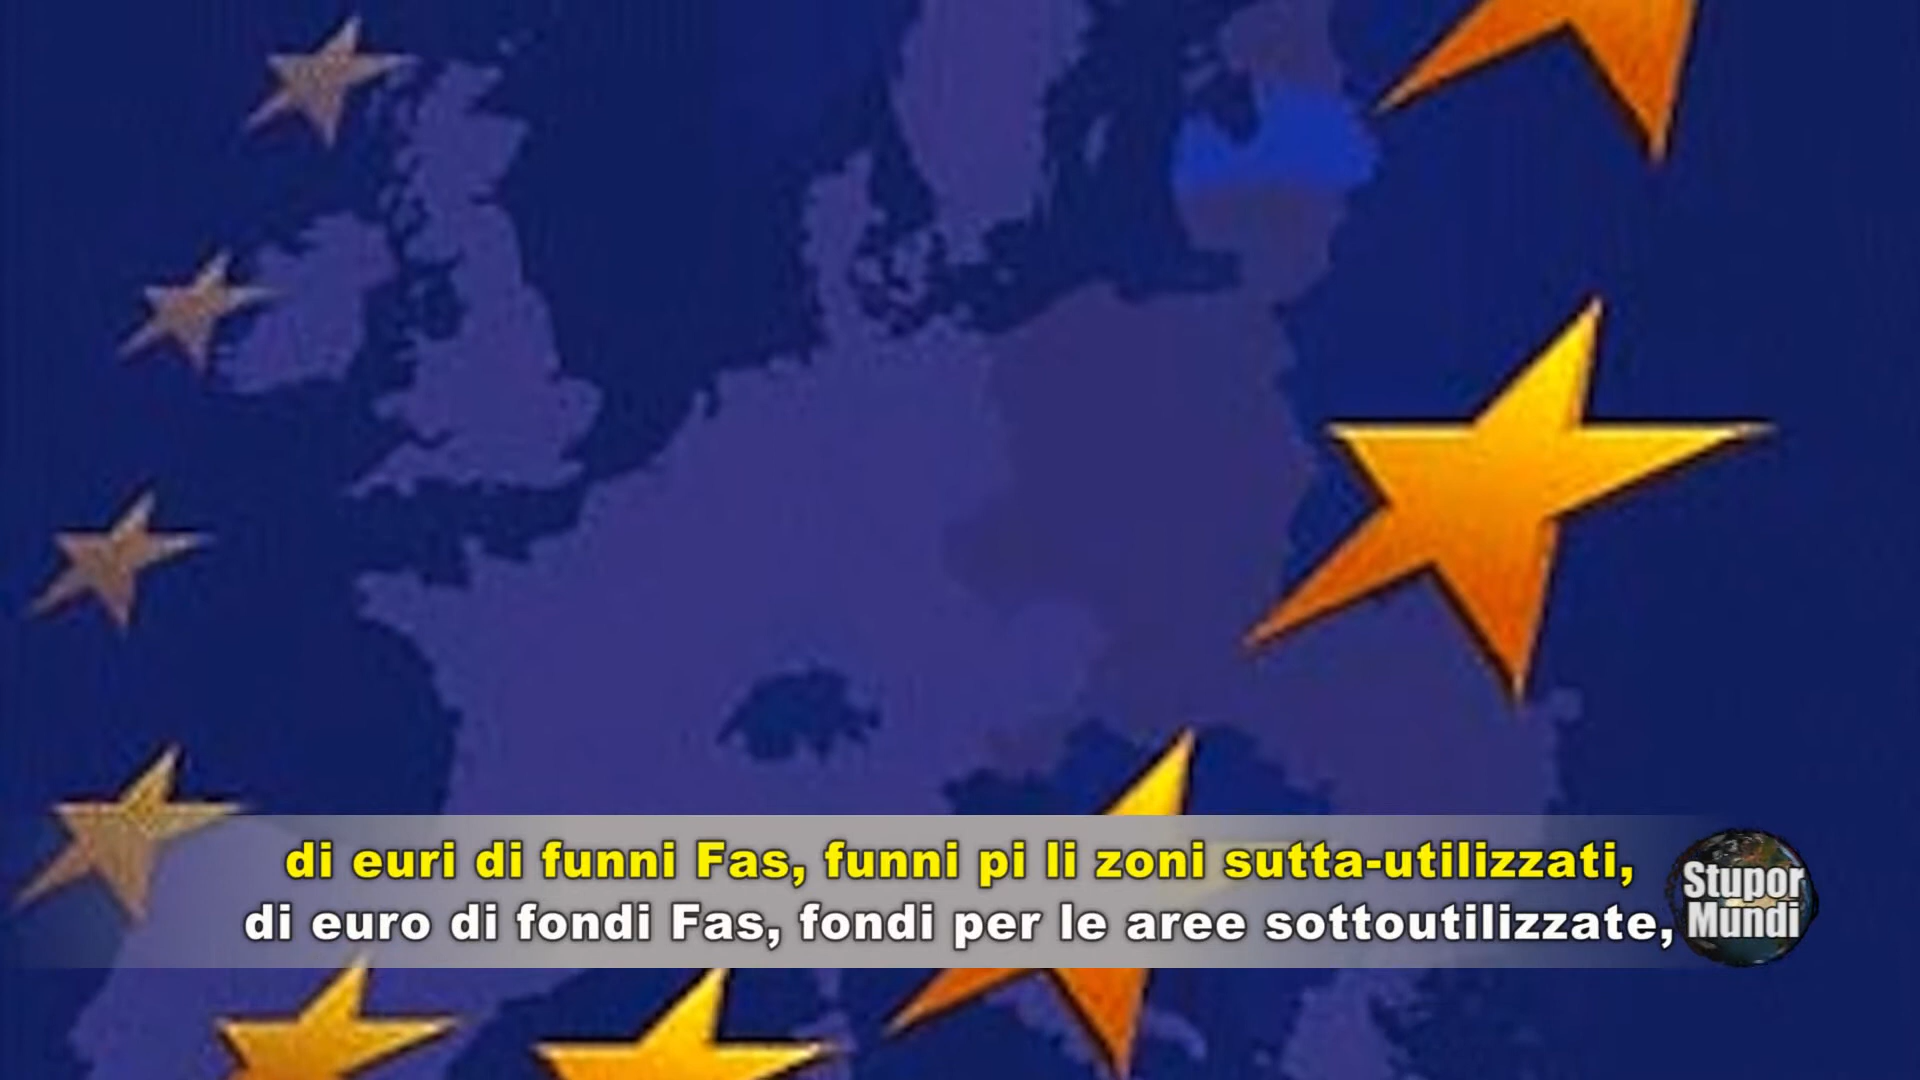 di euri di funni Fas, funni pi li zoni sutta-utilizzati,
di euro di fondi Fas, fondi per le aree sottoutilizzate,
Stupor
Mundi